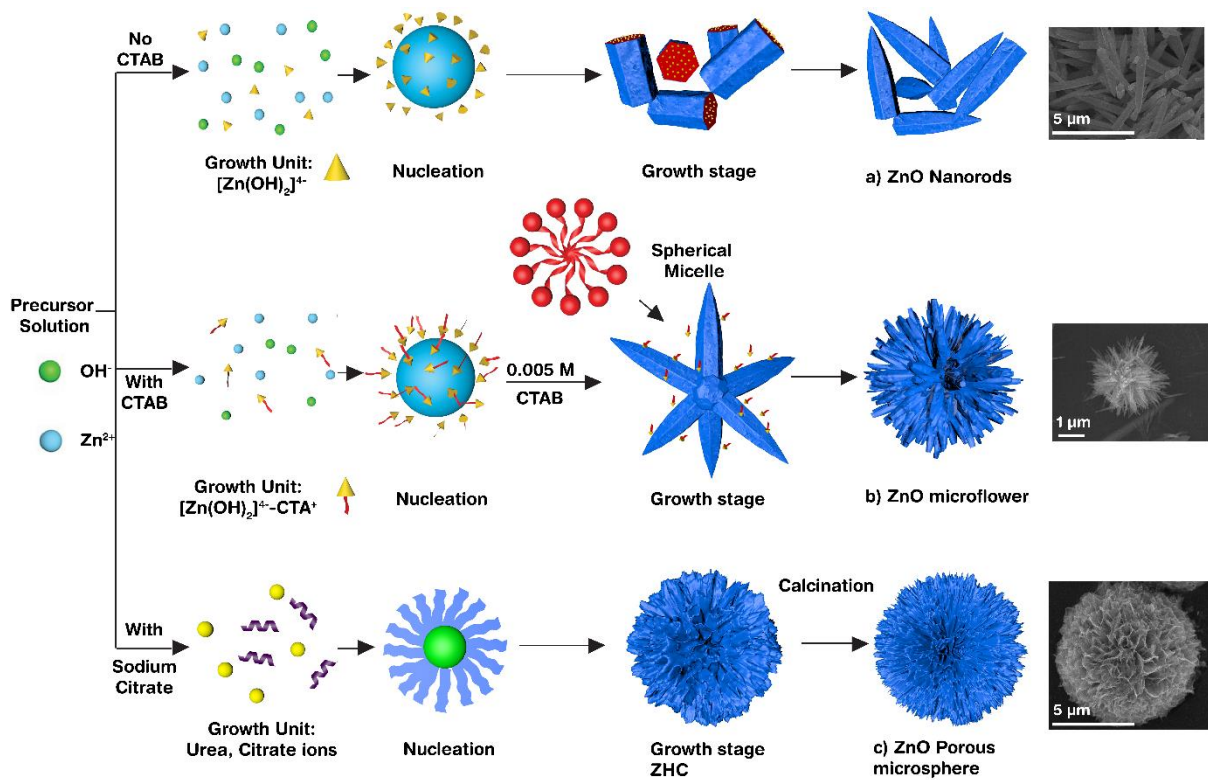 No
CTAB
Growth Unit:
[Zn(OH)₂]⁴⁻
Nucleation
Growth stage
a) ZnO Nanorods
5 µm
Precursor
Solution
OH⁻
Zn²⁺
With
CTAB
Growth Unit:
[Zn(OH)₂]⁴⁻-CTA⁺
Nucleation
0.005 M
CTAB
Spherical
Micelle
Growth stage
b) ZnO microflower
1 µm
With
Sodium
Citrate
Growth Unit:
Urea, Citrate ions
Nucleation
Growth stage
ZHC
Calcination
c) ZnO Porous
microsphere
5 µm